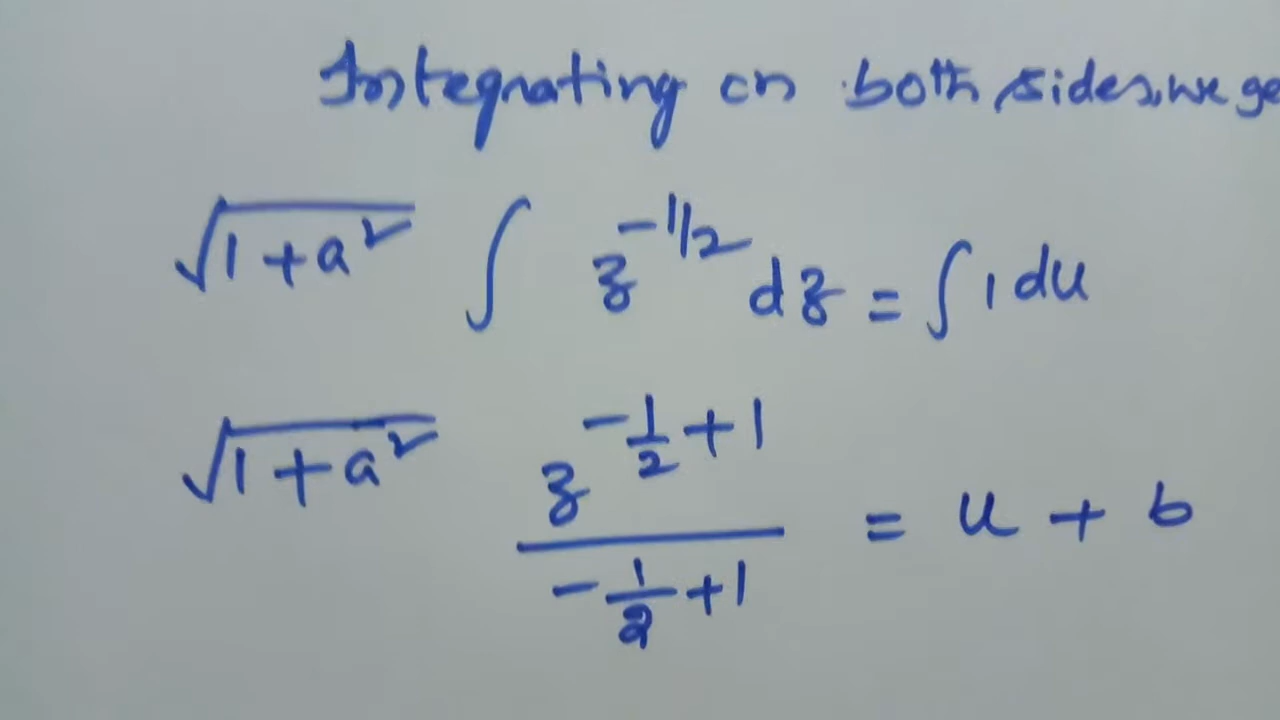 Integrating on both sides, we ge
√(1+a²) ∫ z^(-1/2) dz = ∫ 1 du
√(1+a²) z^(-1/2+1) / (-1/2+1) = u + b